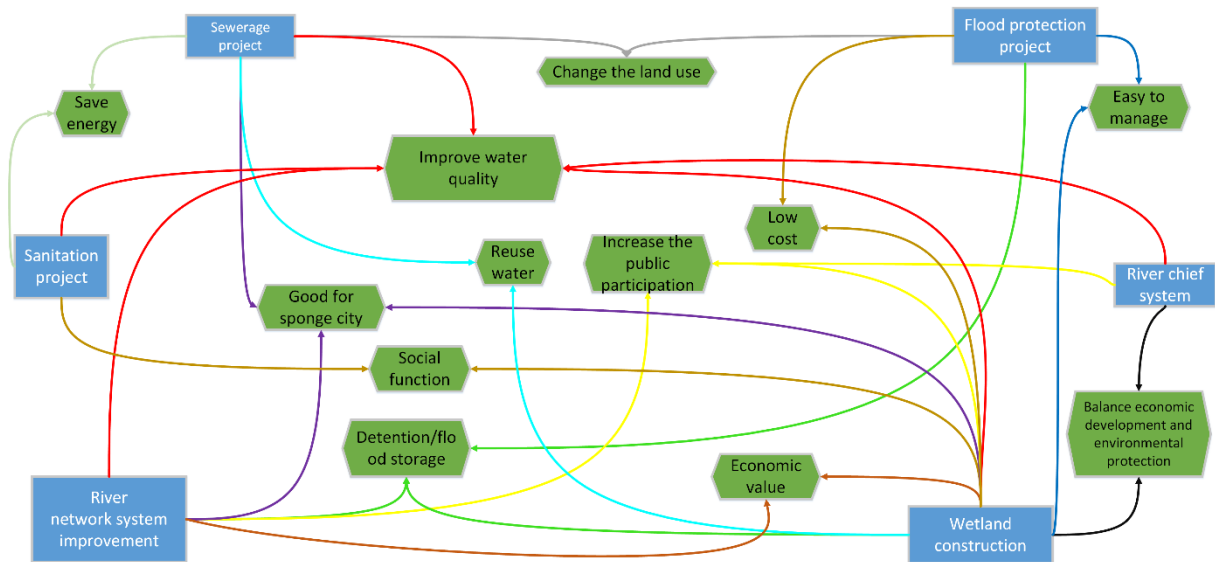 Sewerage
project
Flood protection
project
Change the land use
Save
energy
Easy to
manage
Improve water
quality
Low
cost
Sanitation
project
Reuse
water
Increase the
public
participation
River chief
system
Good for
sponge city
Social
function
Balance economic
development and
environmental
protection
Detention/flo
od storage
Economic
value
River
network system
improvement
Wetland
construction